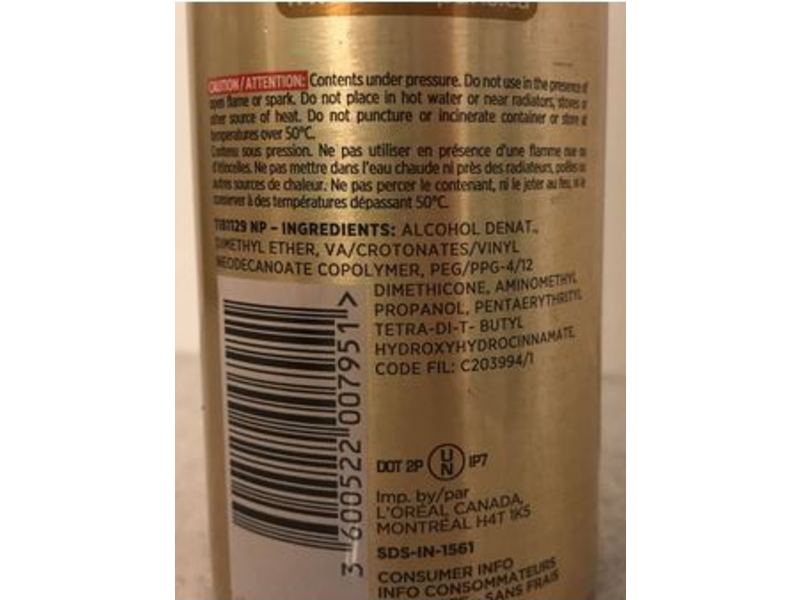 CAUTION / ATTENTION: Contents under pressure. Do not use in the presence of
open flame or spark. Do not place in hot water or near radiators, stoves or
other source of heat. Do not puncture or incinerate container or store at
temperatures over 50°C.
Contenu sous pression. Ne pas utiliser en présence d'une flamme nue ou
d'étincelles. Ne pas mettre dans l'eau chaude ni près des radiateurs, poêles ou
autres sources de chaleur. Ne pas percer le contenant, ni le jeter au feu, ni le
conserver à des températures dépassant 50°C.
1181129 NP – INGREDIENTS: ALCOHOL DENAT.,
DIMETHYL ETHER, VA/CROTONATES/VINYL
NEODECANOATE COPOLYMER, PEG/PPG-4/12
DIMETHICONE, AMINOMETHYL
PROPANOL, PENTAERYTHRITYL
TETRA-DI-T- BUTYL
HYDROXYHYDROCINNAMATE.
CODE FIL: C203994/1
3 600522 007951 >
DOT 2P UN IP7
Imp. by/par
L'ORÉAL CANADA,
MONTRÉAL H4T 1K5
SDS-IN-1561
CONSUMER INFO
INFO CONSOMMATEURS
- SANS FRAIS